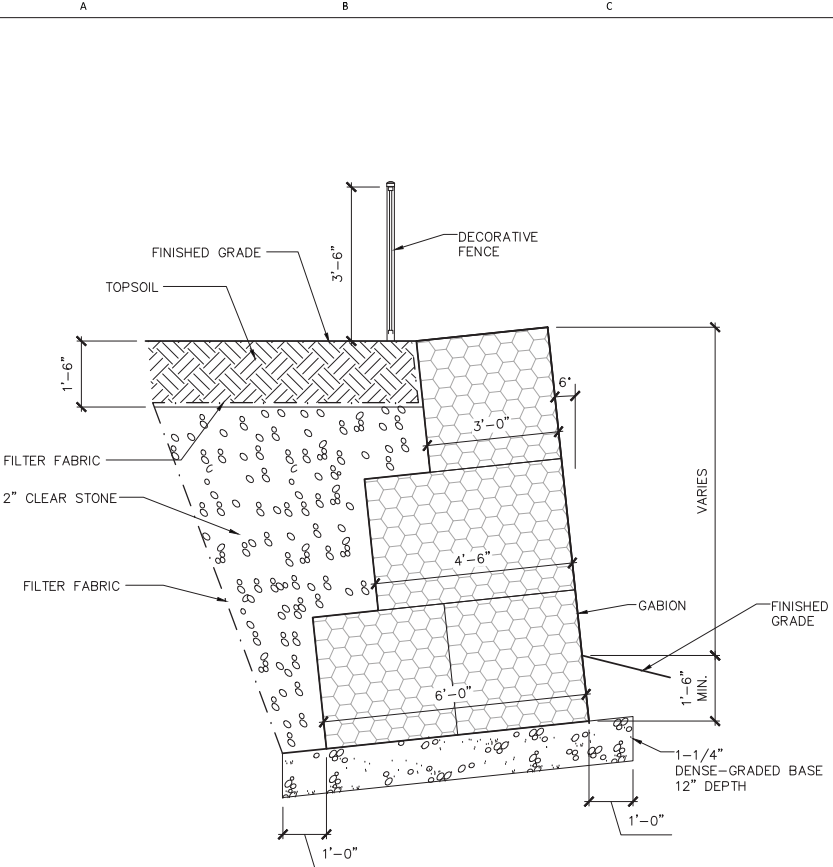 A
B
C
3'-6"
DECORATIVE
FENCE
FINISHED GRADE
TOPSOIL
1'-6"
6°
3'-0"
FILTER FABRIC
2" CLEAR STONE
VARIES
4'-6"
FILTER FABRIC
GABION
FINISHED
GRADE
1'-6"
MIN.
6'-0"
1-1/4"
DENSE-GRADED BASE
12" DEPTH
1'-0"
1'-0"